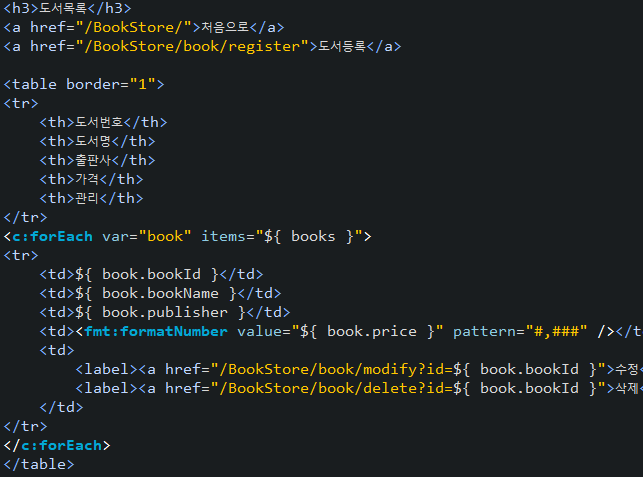 <h3>도서목록</h3>
<a href="/BookStore/">처음으로</a>
<a href="/BookStore/book/register">도서등록</a>
<table border="1">
<tr>
<th>도서번호</th>
<th>도서명</th>
<th>출판사</th>
<th>가격</th>
<th>관리</th>
</tr>
<c:forEach var="book" items="${ books }">
<tr>
<td>${ book.bookId }</td>
<td>${ book.bookName }</td>
<td>${ book.publisher }</td>
<td><fmt:formatNumber value="${ book.price }" pattern="#,###" /></t
<td>
<label><a href="/BookStore/book/modify?id=${ book.bookId }">수정<
<label><a href="/BookStore/book/delete?id=${ book.bookId }">삭제<
</td>
</tr>
</c:forEach>
</table>